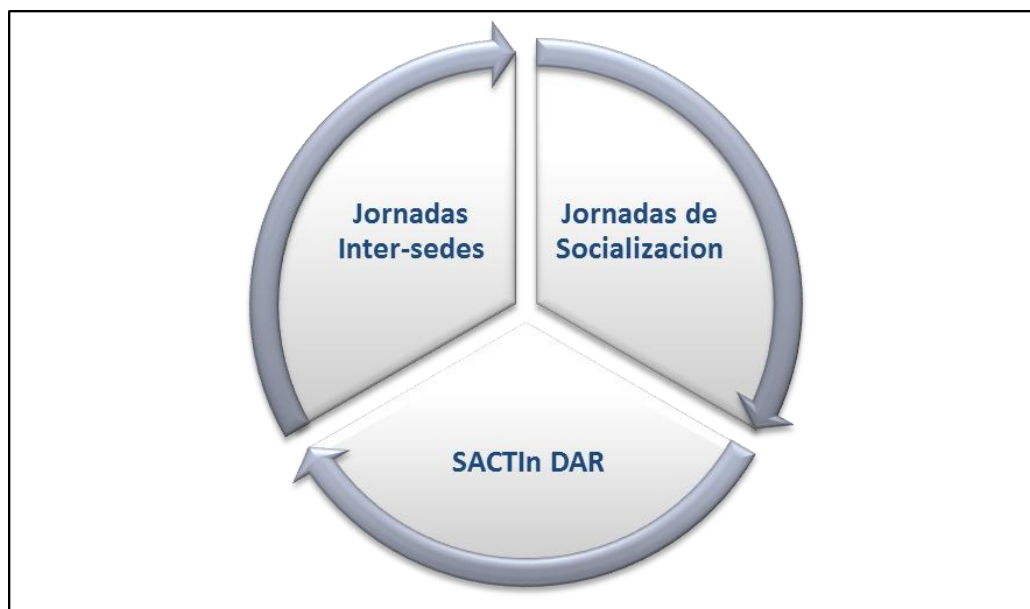 Jornadas
Inter-sedes
Jornadas de
Socializacion
SACTIn DAR